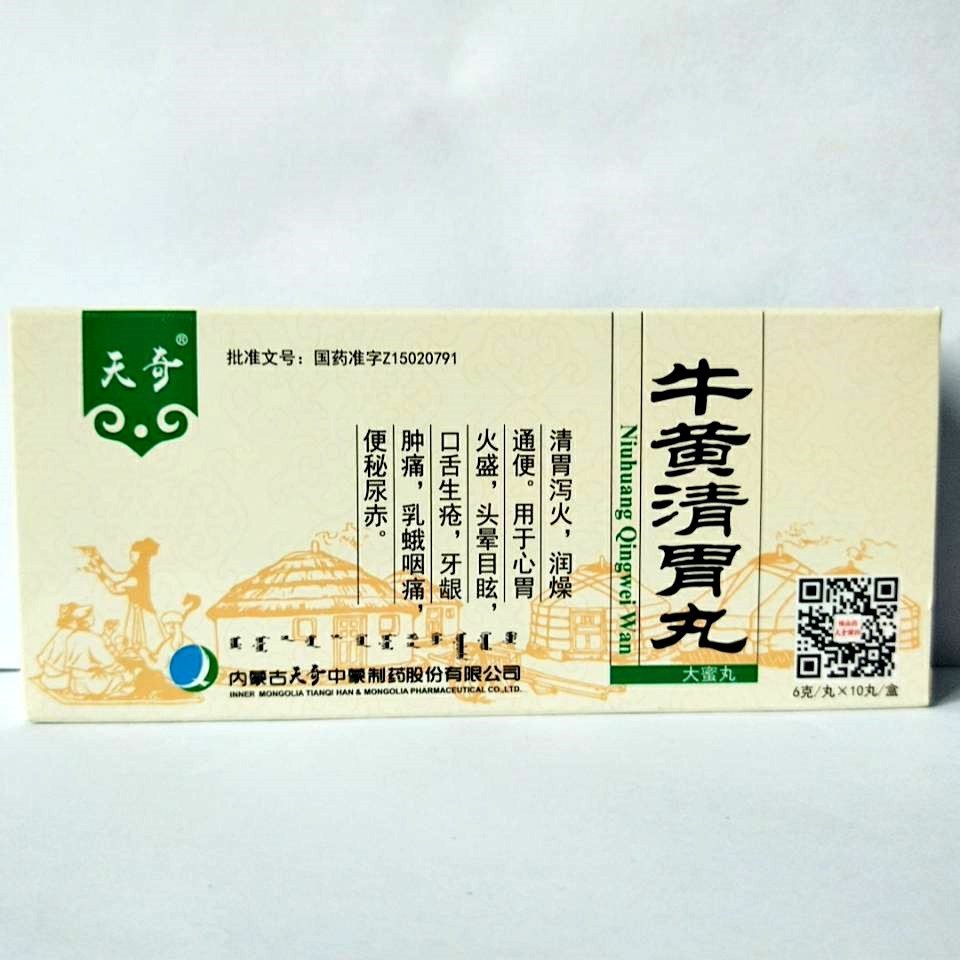 天奇®
批准文号：国药准字Z15020791
牛黄清胃丸
Niuhuang Qingwei Wan
大蜜丸
清胃泻火，润燥
通便。用于心胃
火盛，头晕目眩，
口舌生疮，牙龈
肿痛，乳蛾咽痛，
便秘尿赤。
内蒙古天奇中蒙制药股份有限公司
INNER MONGOLIA TIANQI HAN & MONGOLIA PHARMACEUTICAL CO.,LTD.
6克/丸×10丸/盒